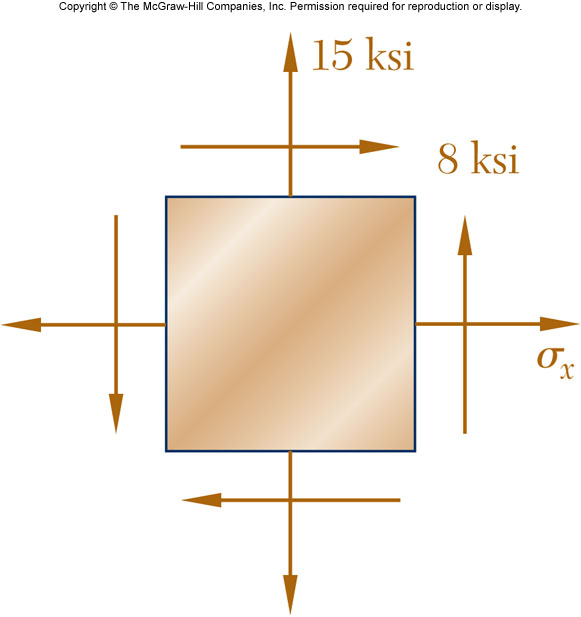 Copyright © The McGraw-Hill Companies, Inc. Permission required for reproduction or display.
15 ksi
8 ksi
σx